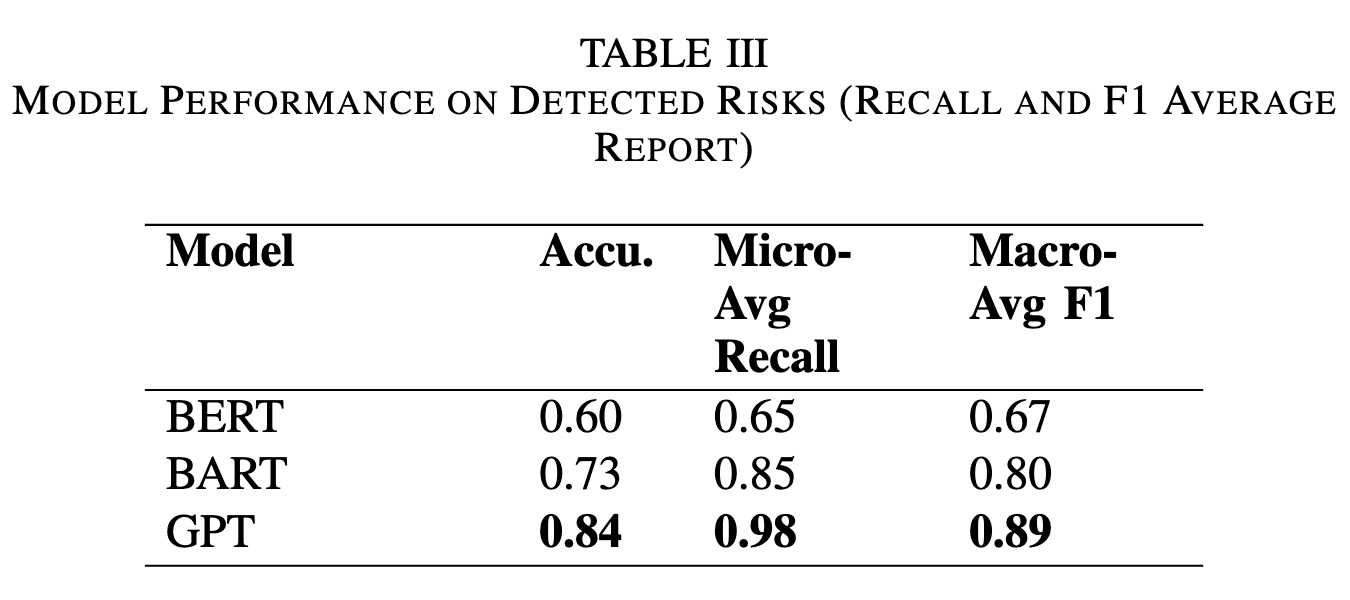 TABLE III
MODEL PERFORMANCE ON DETECTED RISKS (RECALL AND F1 AVERAGE
REPORT)
Model Accu. Micro- Macro-
Avg Avg F1
Recall
BERT 0.60 0.65 0.67
BART 0.73 0.85 0.80
GPT 0.84 0.98 0.89